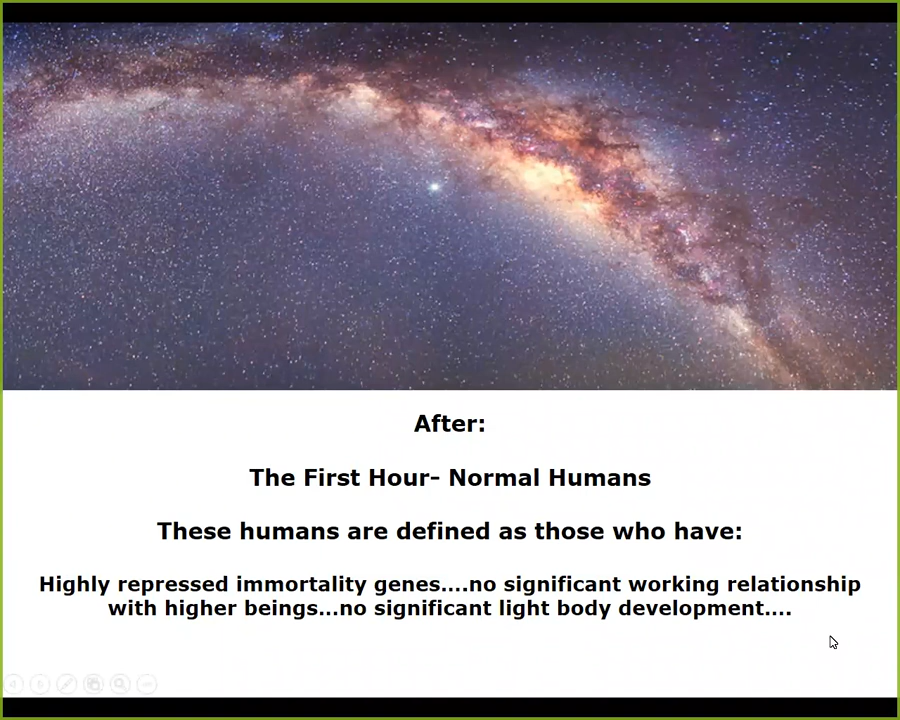 After:
The First Hour- Normal Humans
These humans are defined as those who have:
Highly repressed immortality genes....no significant working relationship
with higher beings...no significant light body development....